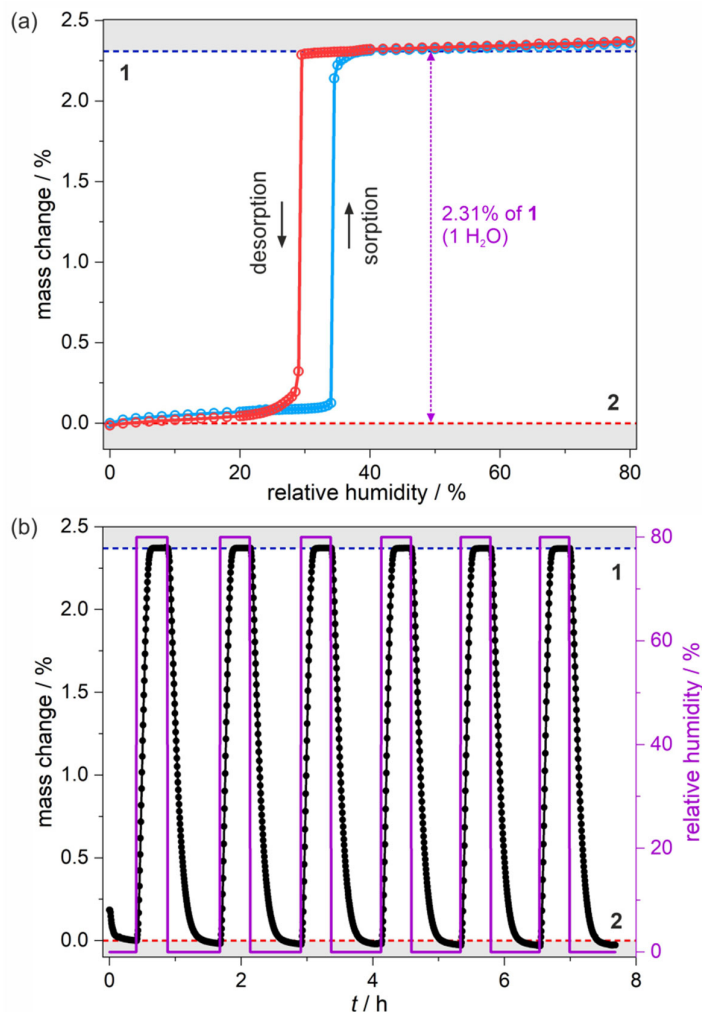 (a)
2.5
2.0
1.5
1.0
0.5
0.0
mass change / %
1
desorption
sorption
2.31% of 1
(1 H₂O)
2
0
20
40
60
80
relative humidity / %
(b)
2.5
2.0
1.5
1.0
0.5
0.0
mass change / %
1
2
80
60
40
20
0
relative humidity / %
0
2
4
6
8
t / h